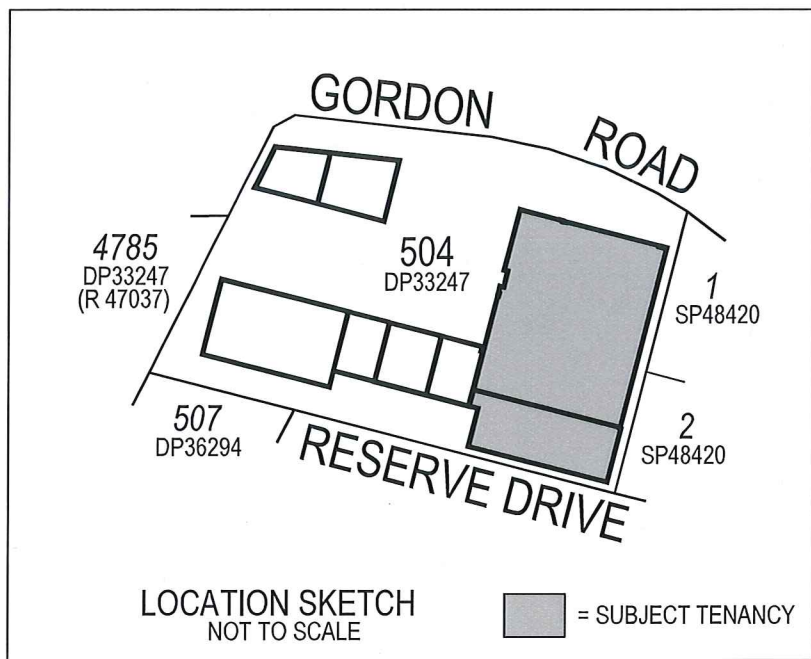 GORDON ROAD
4785
DP33247
(R 47037)
504
DP33247
1
SP48420
2
SP48420
507
DP36294
RESERVE DRIVE
LOCATION SKETCH
NOT TO SCALE
= SUBJECT TENANCY